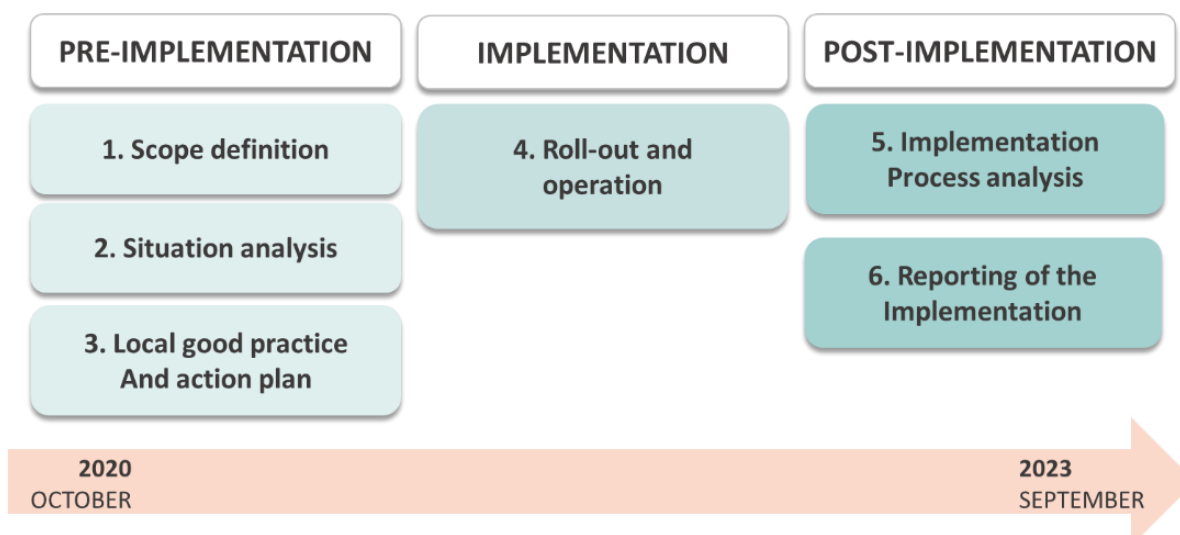 PRE-IMPLEMENTATION
1. Scope definition
2. Situation analysis
3. Local good practice
And action plan
IMPLEMENTATION
4. Roll-out and
operation
POST-IMPLEMENTATION
5. Implementation
Process analysis
6. Reporting of the
Implementation
2020
OCTOBER
2023
SEPTEMBER